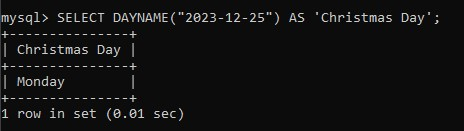 mysql> SELECT DAYNAME("2023-12-25") AS 'Christmas Day';
+---------------+
| Christmas Day |
+---------------+
| Monday        |
+---------------+
1 row in set (0.01 sec)